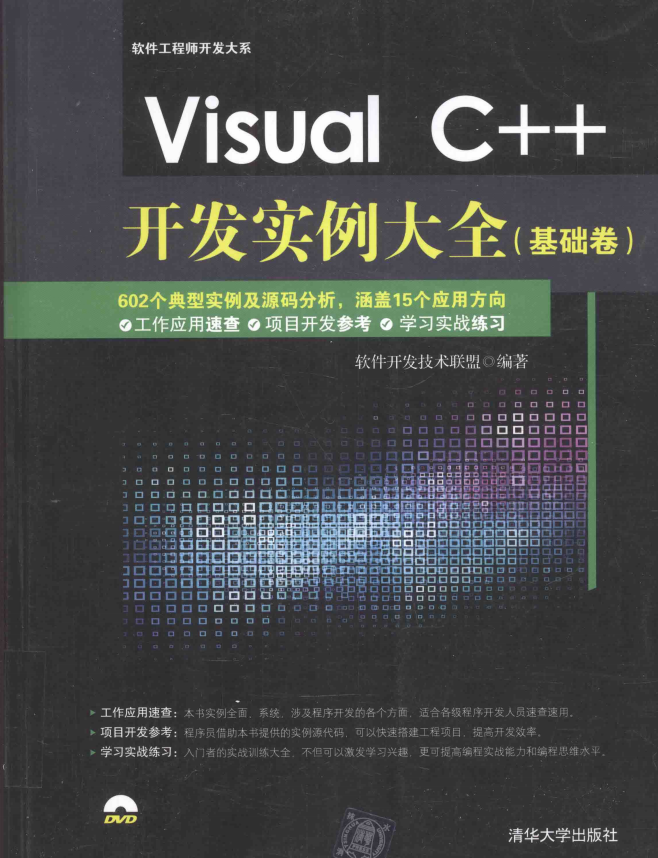 软件工程师开发大系
Visual C++
开发实例大全(基础卷)
602个典型实例及源码分析，涵盖15个应用方向
工作应用速查 项目开发参考 学习实战练习
软件开发技术联盟◎编著
工作应用速查：本书实例全面、系统，涉及程序开发的各个方面，适合各级程序开发人员速查速用。
项目开发参考：程序员借助本书提供的实例源代码，可以快速搭建工程项目，提高开发效率。
学习实战练习：入门者的实战训练大全，不但可以激发学习兴趣，更可提高编程实战能力和编程思维水平。
DVD
清华大学出版社